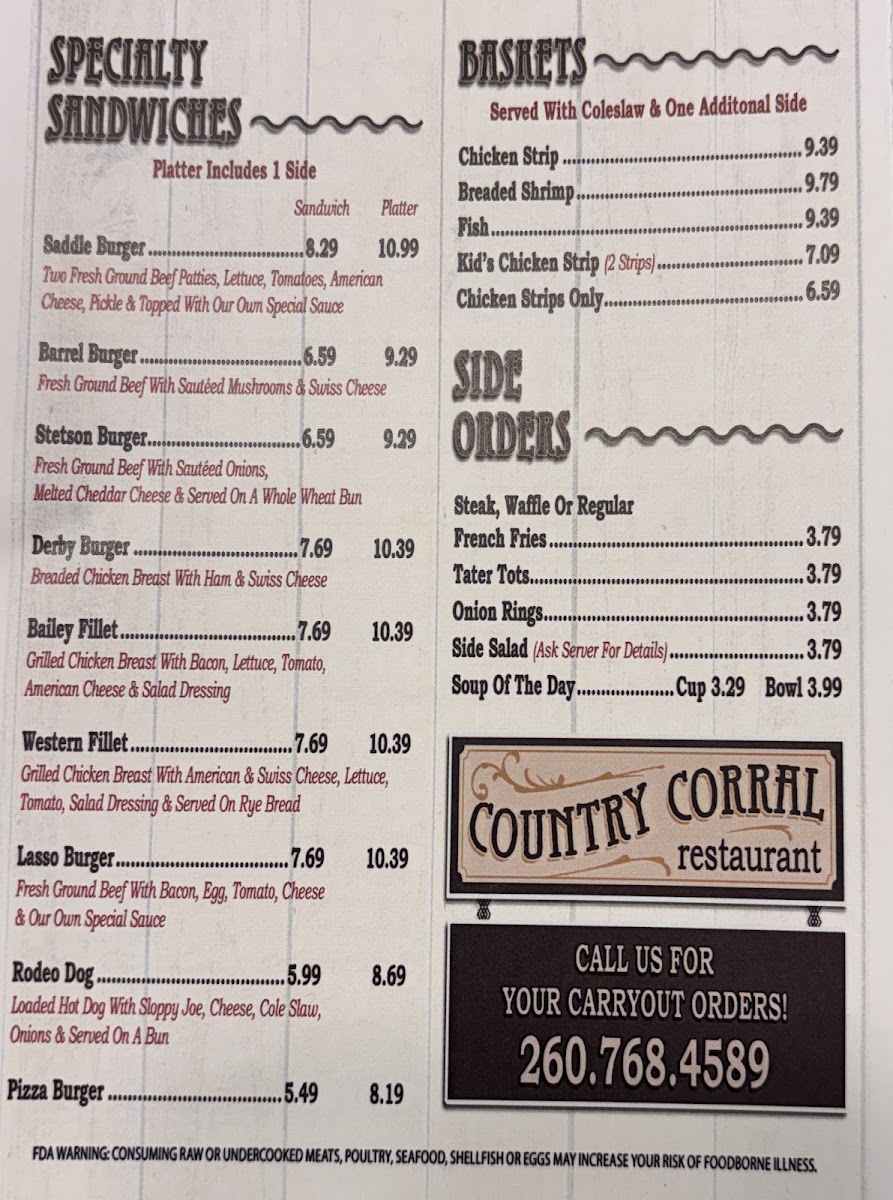 SPECIALTY
SANDWICHES
Platter Includes 1 Side
Sandwich Platter
Saddle Burger..............................8.29 10.99
Two Fresh Ground Beef Patties, Lettuce, Tomatoes, American
Cheese, Pickle & Topped With Our Own Special Sauce
Barrel Burger...............................6.59 9.29
Fresh Ground Beef With Sautéed Mushrooms & Swiss Cheese
Stetson Burger.............................6.59 9.29
Fresh Ground Beef With Sautéed Onions,
Melted Cheddar Cheese & Served On A Whole Wheat Bun
Derby Burger...............................7.69 10.39
Breaded Chicken Breast With Ham & Swiss Cheese
Bailey Fillet.................................7.69 10.39
Grilled Chicken Breast With Bacon, Lettuce, Tomato,
American Cheese & Salad Dressing
Western Fillet..............................7.69 10.39
Grilled Chicken Breast With American & Swiss Cheese, Lettuce,
Tomato, Salad Dressing & Served On Rye Bread
Lasso Burger................................7.69 10.39
Fresh Ground Beef With Bacon, Egg, Tomato, Cheese
& Our Own Special Sauce
Rodeo Dog...................................5.99 8.69
Loaded Hot Dog With Sloppy Joe, Cheese, Cole Slaw,
Onions & Served On A Bun
Pizza Burger.................................5.49 8.19
BASKETS
Served With Coleslaw & One Additonal Side
Chicken Strip.............................................9.39
Breaded Shrimp..........................................9.79
Fish..........................................................9.39
Kid's Chicken Strip (2 Strips)...........................7.09
Chicken Strips Only.....................................6.59
SIDE
ORDERS
Steak, Waffle Or Regular
French Fries...............................................3.79
Tater Tots..................................................3.79
Onion Rings................................................3.79
Side Salad (Ask Server For Details).........................3.79
Soup Of The Day..................Cup 3.29 Bowl 3.99
COUNTRY CORRAL
restaurant
CALL US FOR
YOUR CARRYOUT ORDERS!
260.768.4589
FDA WARNING: CONSUMING RAW OR UNDERCOOKED MEATS, POULTRY, SEAFOOD, SHELLFISH OR EGGS MAY INCREASE YOUR RISK OF FOODBORNE ILLNESS.